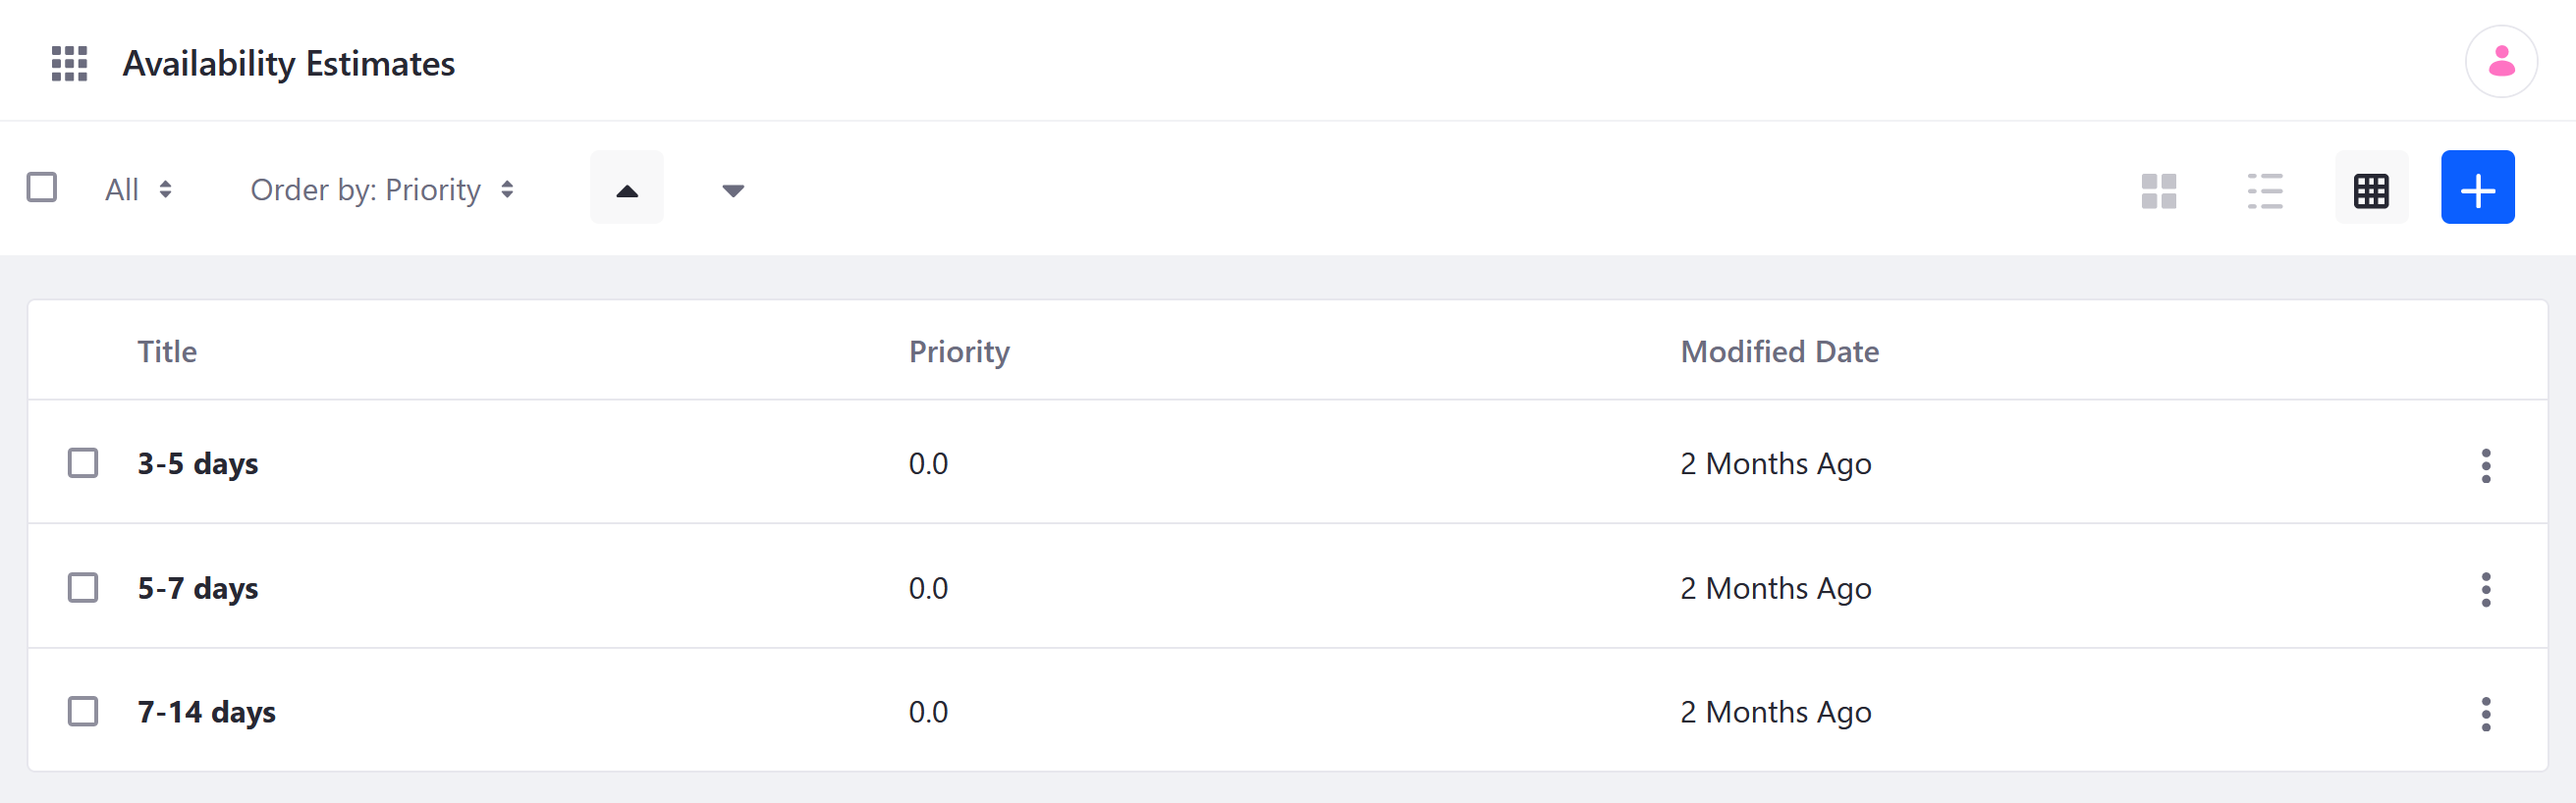 Availability Estimates
All Order by: Priority
Title Priority Modified Date
3-5 days 0.0 2 Months Ago
5-7 days 0.0 2 Months Ago
7-14 days 0.0 2 Months Ago